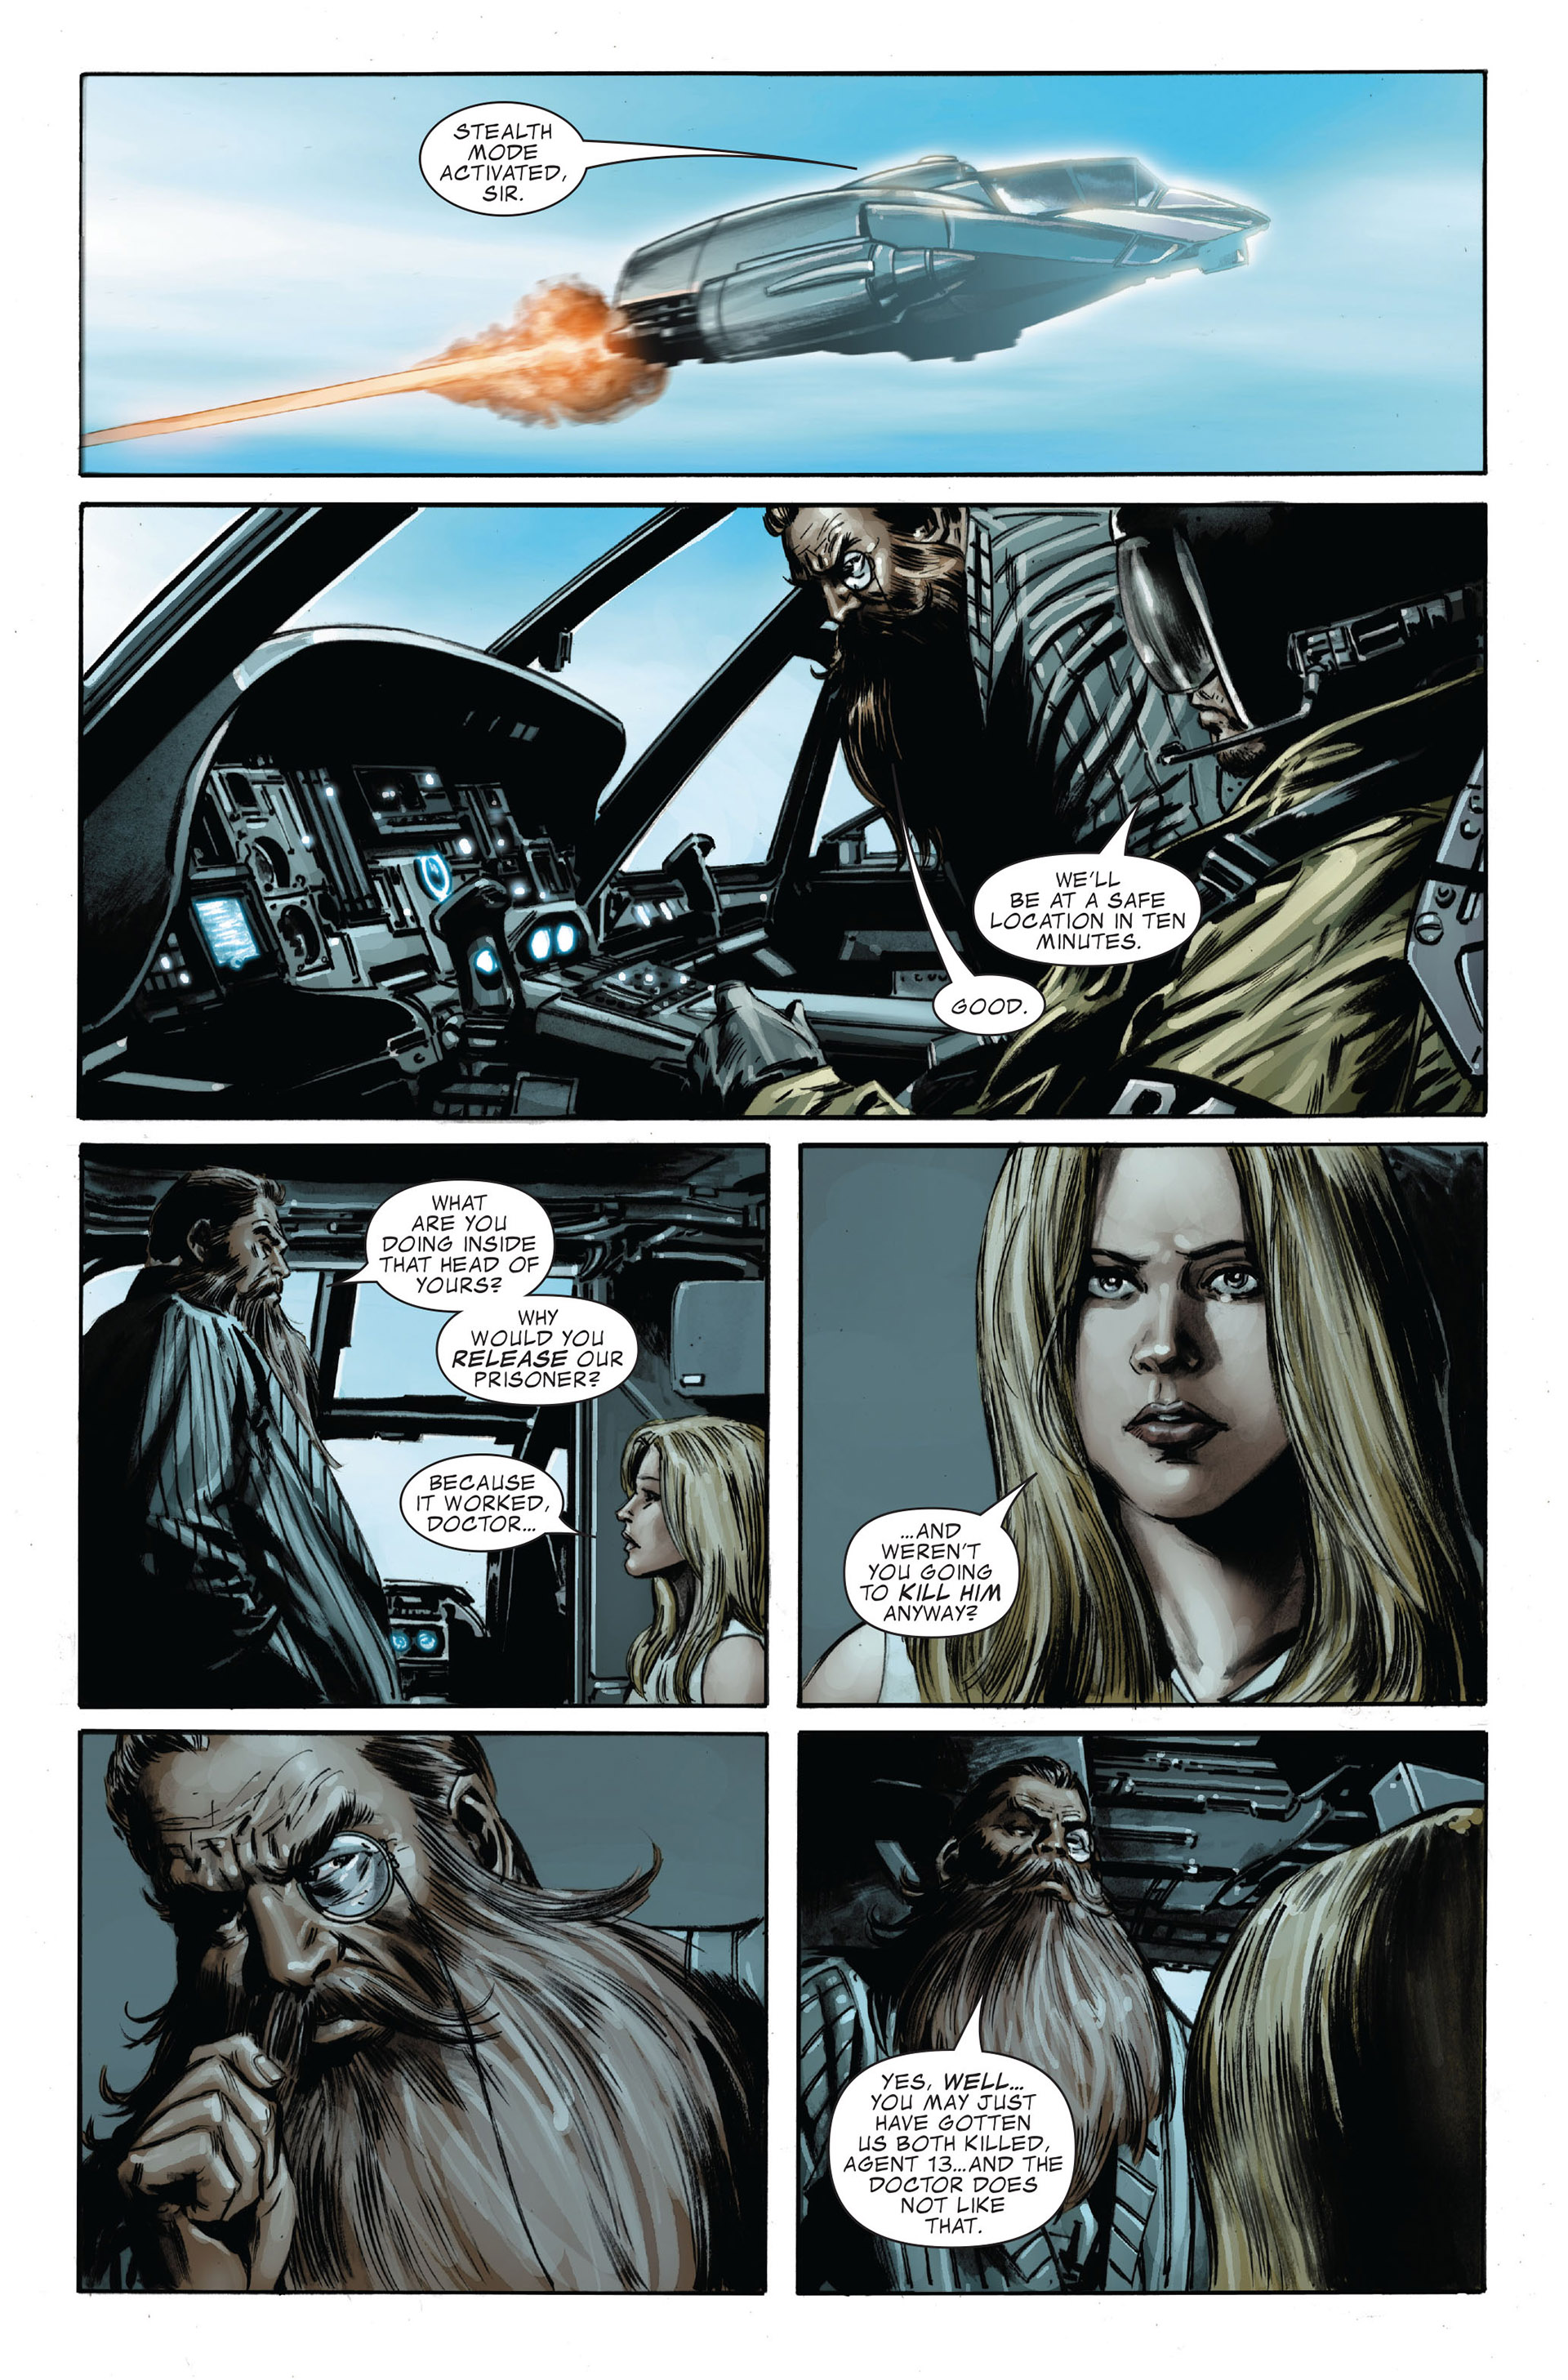 STEALTH
MODE
ACTIVATED,
SIR.
WE'LL
BE AT A SAFE
LOCATION IN TEN
MINUTES.
GOOD.
WHAT
ARE YOU
DOING INSIDE
THAT HEAD OF
YOURS?
WHY
WOULD YOU
RELEASE OUR
PRISONER?
BECAUSE
IT WORKED,
DOCTOR...
...AND
WEREN'T
YOU GOING
TO KILL HIM
ANYWAY?
YES, WELL...
YOU MAY JUST
HAVE GOTTEN
US BOTH KILLED,
AGENT 13...AND THE
DOCTOR DOES
NOT LIKE
THAT.